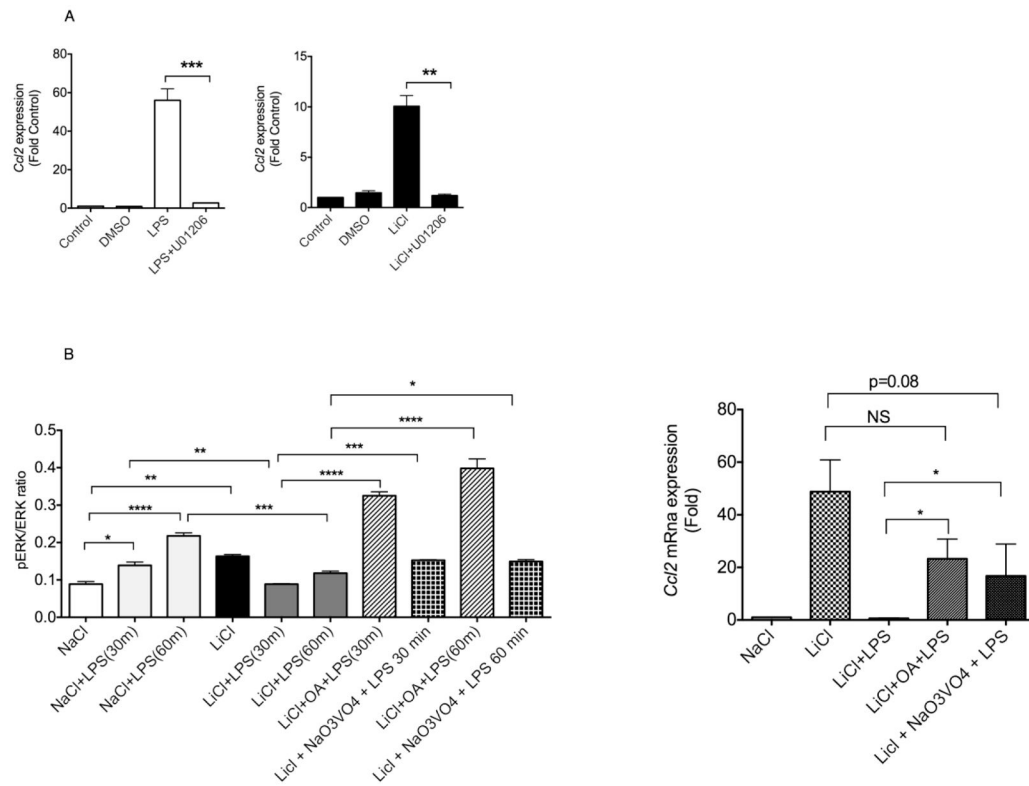 A
Ccl2 expression
(Fold Control)
80
60
40
20
0
***
Control
DMSO
LPS
LPS+U01206
Ccl2 expression
(Fold Control)
15
10
5
0
**
Control
DMSO
LiCl
LiCl+U01206
B
pERK/ERK ratio
0.5
0.4
0.3
0.2
0.1
0.0
*
****
**
***
**
****
***
****
*
NaCl
NaCl+LPS(30m)
NaCl+LPS(60m)
LiCl
LiCl+LPS(30m)
LiCl+LPS(60m)
LiCl+OA+LPS(30m)
Licl + NaO3VO4 + LPS 30 min
LiCl+OA+LPS(60m)
Licl + NaO3VO4 + LPS 60 min
Ccl2 mRna expression
(Fold)
80
60
40
20
0
p=0.08
NS
*
*
NaCl
LiCl
LiCl+LPS
LiCl+OA+LPS
Licl + NaO3VO4 + LPS